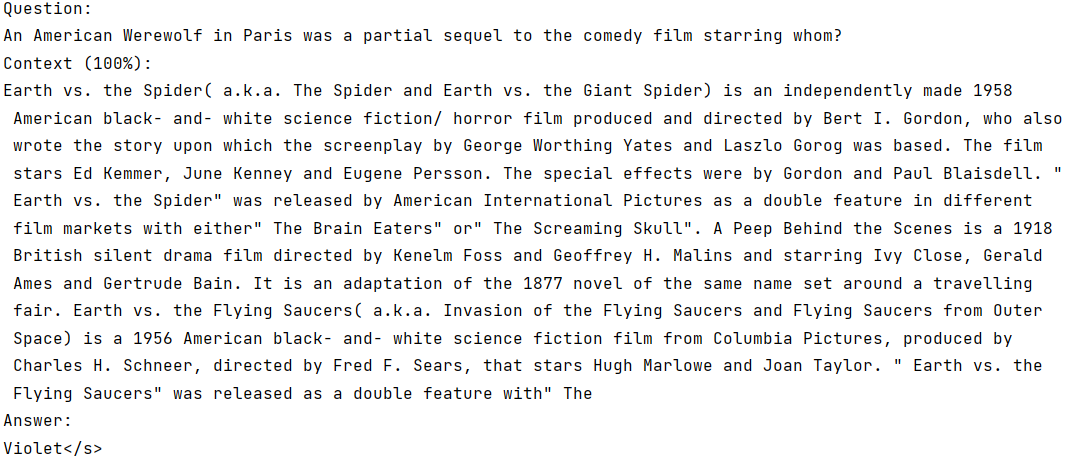 Question:
An American Werewolf in Paris was a partial sequel to the comedy film starring whom?
Context (100%):
Earth vs. the Spider( a.k.a. The Spider and Earth vs. the Giant Spider) is an independently made 1958
American black- and- white science fiction/ horror film produced and directed by Bert I. Gordon, who also
wrote the story upon which the screenplay by George Worthing Yates and Laszlo Gorog was based. The film
stars Ed Kemmer, June Kenney and Eugene Persson. The special effects were by Gordon and Paul Blaisdell. "
Earth vs. the Spider" was released by American International Pictures as a double feature in different
film markets with either" The Brain Eaters" or" The Screaming Skull". A Peep Behind the Scenes is a 1918
British silent drama film directed by Kenelm Foss and Geoffrey H. Malins and starring Ivy Close, Gerald
Ames and Gertrude Bain. It is an adaptation of the 1877 novel of the same name set around a travelling
fair. Earth vs. the Flying Saucers( a.k.a. Invasion of the Flying Saucers and Flying Saucers from Outer
Space) is a 1956 American black- and- white science fiction film from Columbia Pictures, produced by
Charles H. Schneer, directed by Fred F. Sears, that stars Hugh Marlowe and Joan Taylor. " Earth vs. the
Flying Saucers" was released as a double feature with" The
Answer:
Violet</s>